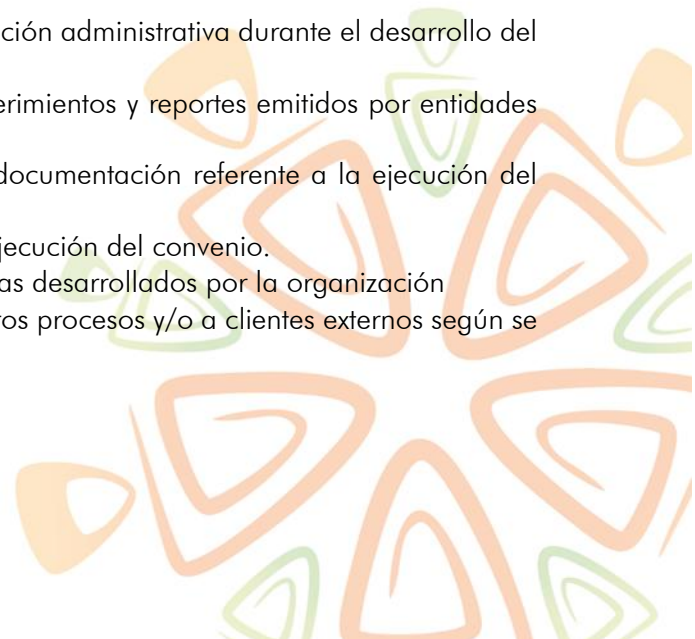 ción administrativa durante el desarrollo del
erimientos y reportes emitidos por entidades
documentación referente a la ejecución del
jecución del convenio.
as desarrollados por la organización
ros procesos y/o a clientes externos según se